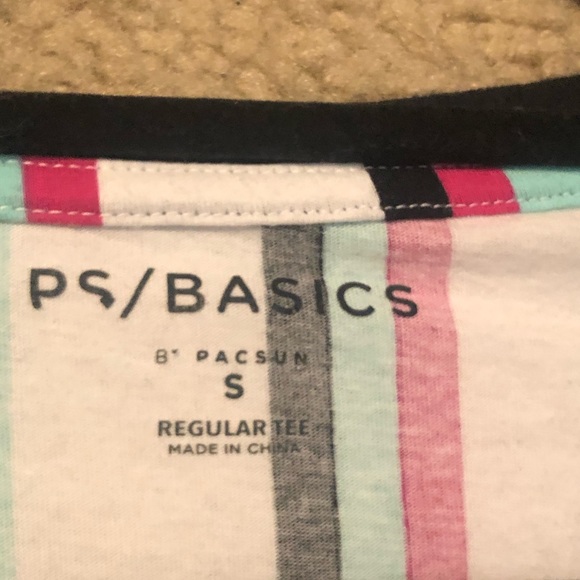 PS/BASICS
BY PACSUN
S
REGULAR TEE
MADE IN CHINA